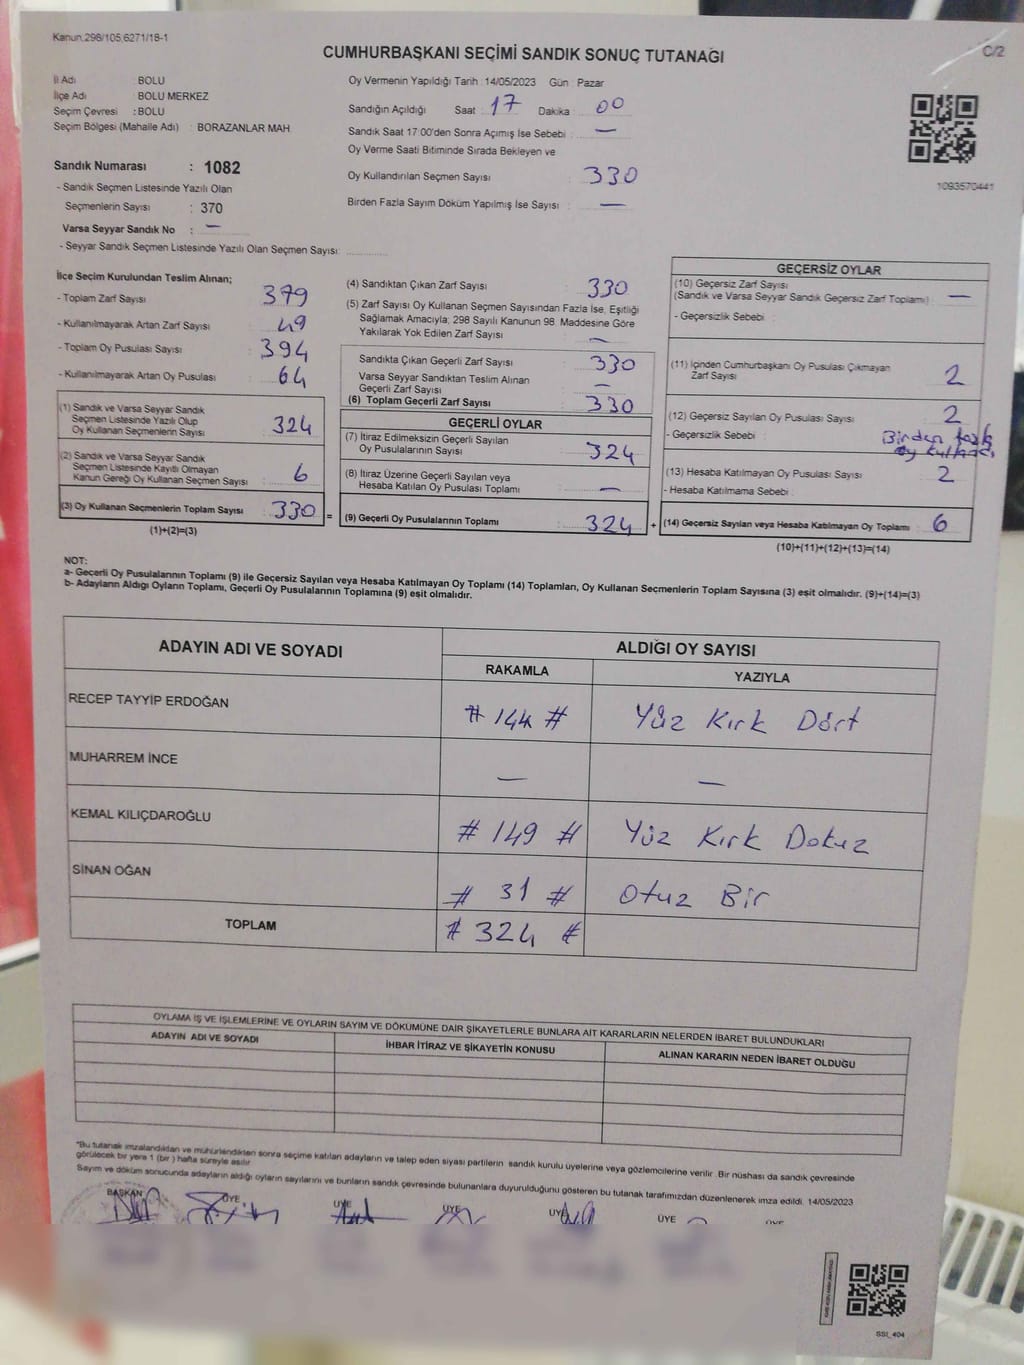 Kanun.298/105,6271/18-1
C/2
CUMHURBAŞKANI SEÇİMİ SANDIK SONUÇ TUTANAĞI
İl Adı : BOLU
İlçe Adı : BOLU MERKEZ
Seçim Çevresi : BOLU
Seçim Bölgesi (Mahalle Adı) : BORAZANLAR MAH
Sandık Numarası : 1082
- Sandık Seçmen Listesinde Yazılı Olan
Seçmenlerin Sayısı : 370
Varsa Seyyar Sandık No : —
- Seyyar Sandık Seçmen Listesinde Yazılı Olan Seçmen Sayısı:
Oy Vermenin Yapıldığı Tarih : 14/05/2023 Gün : Pazar
Sandığın Açıldığı Saat : 17 Dakika : 00
Sandık Saat 17:00'den Sonra Açımış İse Sebebi : —
Oy Verme Saati Bitiminde Sırada Bekleyen ve
Oy Kullandırılan Seçmen Sayısı : 330
Birden Fazla Sayım Döküm Yapılmış İse Sayısı : —
1093570441
İlce Seçim Kurulundan Teslim Alınan;
- Toplam Zarf Sayısı 379
- Kullanılmayarak Artan Zarf Sayısı 49
- Toplam Oy Pusulası Sayısı 394
- Kullanılmayarak Artan Oy Pusulası 64
(1) Sandık ve Varsa Seyyar Sandık
Seçmen Listesinde Yazılı Olup
Oy Kullanan Seçmenlerin Sayısı 324
(2) Sandık ve Varsa Seyyar Sandık
Seçmen Listesinde Kayıtlı Olmayan
Kanun Gereği Oy Kullanan Seçmen Sayısı 6
(3) Oy Kullanan Seçmenlerin Toplam Sayısı 330 =
(1)+(2)=(3)
(4) Sandıktan Çıkan Zarf Sayısı 330
(5) Zarf Sayısı Oy Kullanan Seçmen Sayısından Fazla İse, Eşitliği
Sağlamak Amacıyla; 298 Sayılı Kanunun 98. Maddesine Göre
Yakılarak Yok Edilen Zarf Sayısı —
Sandıkta Çıkan Geçerli Zarf Sayısı 330
Varsa Seyyar Sandıktan Teslim Alınan
Geçerli Zarf Sayısı —
(6) Toplam Geçerli Zarf Sayısı 330
GEÇERLİ OYLAR
(7) İtiraz Edilmeksizin Geçerli Sayılan
Oy Pusulalarının Sayısı 324
(8) İtiraz Üzerine Geçerli Sayılan veya
Hesaba Katılan Oy Pusulası Toplamı —
(9) Geçerli Oy Pusulalarının Toplamı 324 +
GEÇERSİZ OYLAR
(10) Geçersiz Zarf Sayısı
(Sandık ve Varsa Seyyar Sandık Geçersiz Zarf Toplamı) —
- Geçersizlik Sebebi :
(11) İçinden Cumhurbaşkanı Oy Pusulası Çıkmayan
Zarf Sayısı 2
(12) Geçersiz Sayılan Oy Pusulası Sayısı 2
- Geçersizlik Sebebi : Birden fazla
oy kullandı
(13) Hesaba Katılmayan Oy Pusulası Sayısı 2
- Hesaba Katılmama Sebebi :
(14) Geçersiz Sayılan veya Hesaba Katılmayan Oy Toplamı 6
(10)+(11)+(12)+(13)=(14)
NOT:
a- Gecerli Oy Pusulalarının Toplamı (9) ile Geçersiz Sayılan veya Hesaba Katılmayan Oy Toplamı (14) Toplamları, Oy Kullanan Seçmenlerin Toplam Sayısına (3) eşit olmalıdır. (9)+(14)=(3)
b- Adayların Aldığı Oyların Toplamı, Geçerli Oy Pusulalarının Toplamına (9) eşit olmalıdır.
ADAYIN ADI VE SOYADI
ALDIĞI OY SAYISI
RAKAMLA YAZIYLA
RECEP TAYYİP ERDOĞAN # 144 # Yüz Kırk Dört
MUHARREM İNCE — —
KEMAL KILIÇDAROĞLU # 149 # Yüz Kırk Dokuz
SİNAN OĞAN # 31 # Otuz Bir
TOPLAM # 324 #
OYLAMA İŞ VE İŞLEMLERİNE VE OYLARIN SAYIM VE DÖKÜMÜNE DAİR ŞİKAYETLERLE BUNLARA AİT KARARLARIN NELERDEN İBARET BULUNDUKLARI
ADAYIN ADI VE SOYADI İHBAR İTİRAZ VE ŞİKAYETİN KONUSU ALINAN KARARIN NEDEN İBARET OLDUĞU
*Bu tutanak imzalandıktan ve mühürlendikten sonra seçime katılan adayların ve talep eden siyasi partilerin sandık kurulu üyelerine veya gözlemcilerine verilir. Bir nüshası da sandık çevresinde
görülecek bir yere 1 (bir) hafta süreyle asılır.
Sayım ve döküm sonucunda adayların aldığı oyların sayılarını ve bunların sandık çevresinde bulunanlara duyurulduğunu gösteren bu tutanak tarafımızdan düzenlenerek imza edildi. 14/05/2023
BAŞKAN ÜYE ÜYE ÜYE ÜYE ÜYE ÜYE
SSI_404